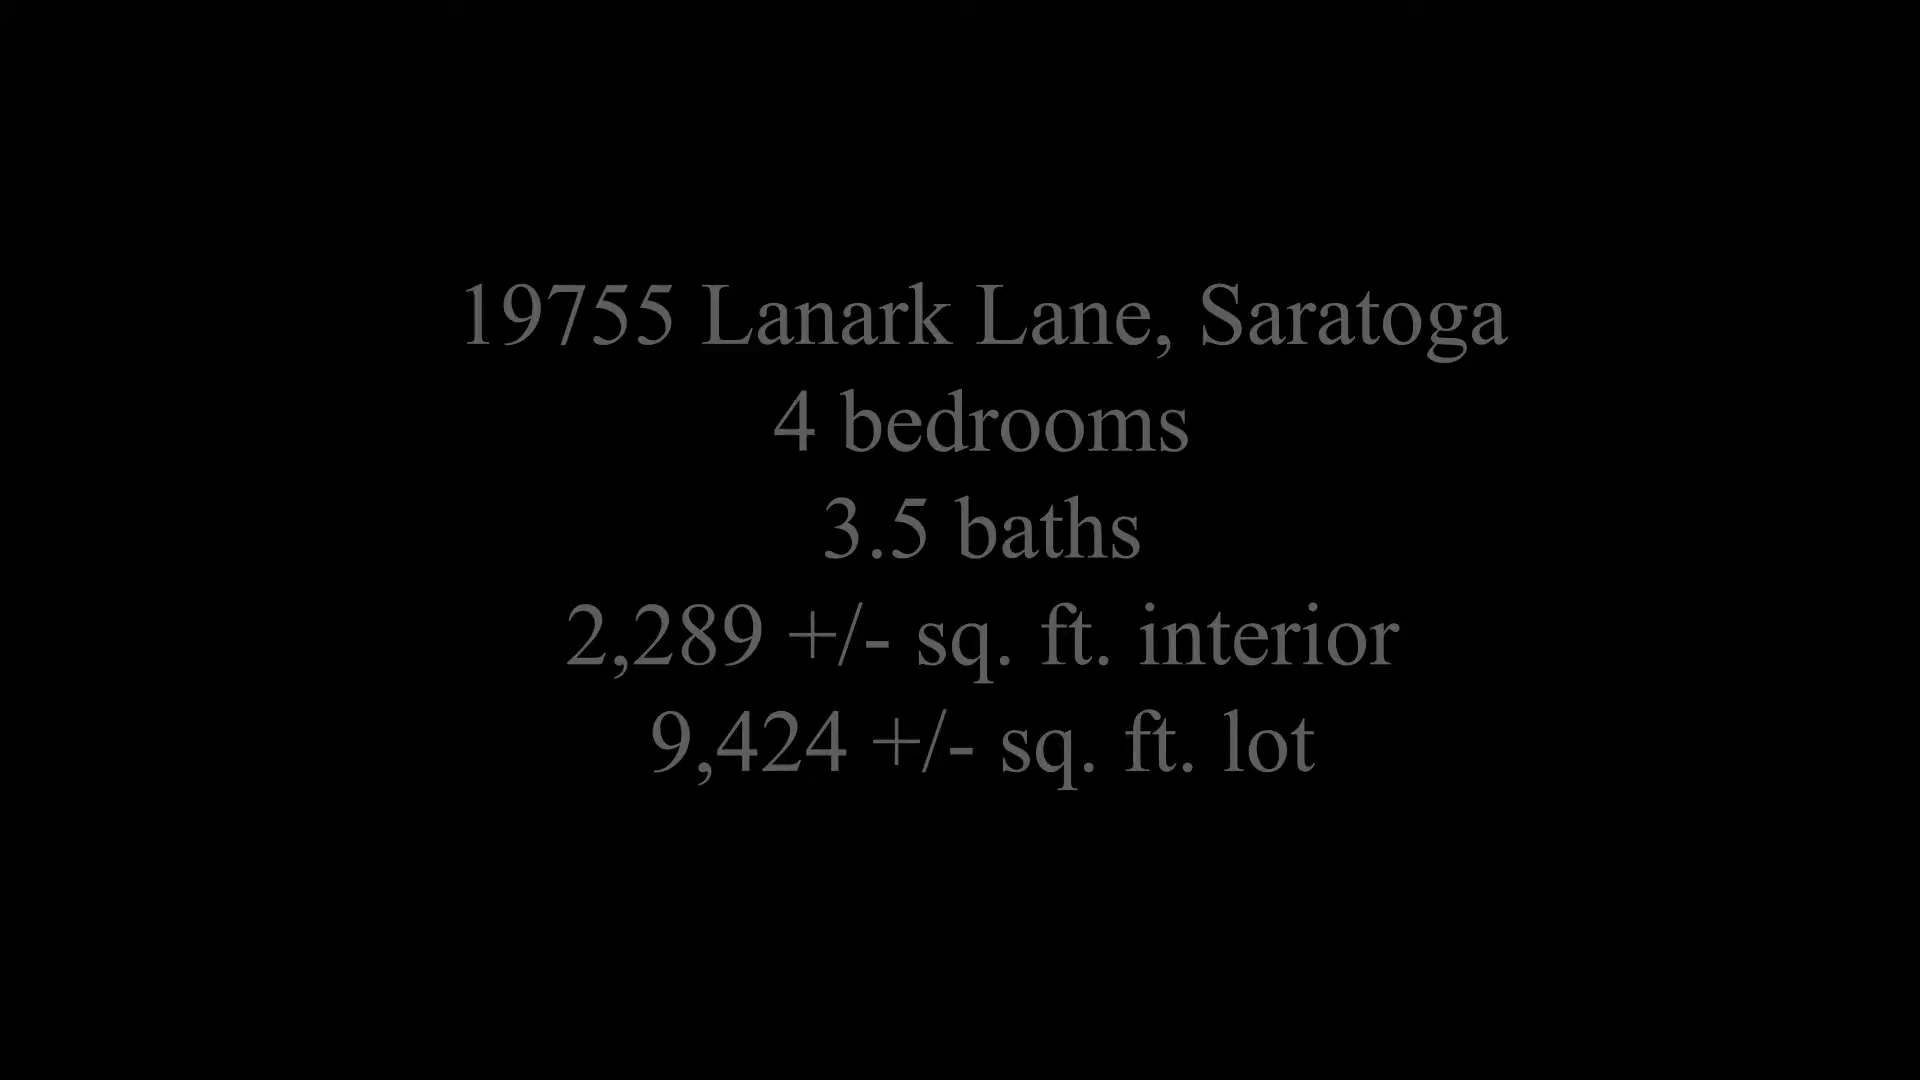 19755 Lanark Lane, Saratoga
4 bedrooms
3.5 baths
2,289 +/- sq. ft. interior
9,424 +/- sq. ft. lot